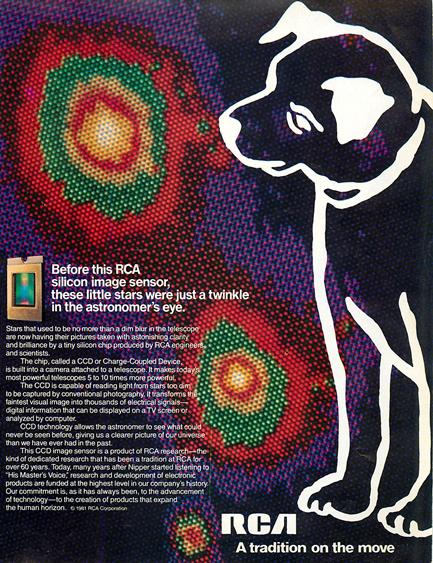 Before this RCA
silicon image sensor,
these little stars were just a twinkle
in the astronomer's eye.
Stars that used to be no more than a dim blur in the telescope
are now having their pictures taken with astonishing clarity
and brilliance by a tiny silicon chip produced by RCA engineers
and scientists.
The chip, called a CCD or Charge-Coupled Device,
is built into a camera attached to a telescope. It makes today's
most powerful telescopes 5 to 10 times more powerful.
The CCD is capable of reading light from stars too dim
to be captured by conventional photography. It transforms the
faintest visual image into thousands of electrical signals—
digital information that can be displayed on a TV screen or
analyzed by computer.
CCD technology allows the astronomer to see what could
never be seen before, giving us a clearer picture of our universe
than we have ever had in the past.
This CCD image sensor is a product of RCA research—the
kind of dedicated research that has been a tradition at RCA for
over 60 years. Today, many years after Nipper started listening to
"His Master's Voice," research and development of electronic
products are funded at the highest level in our company's history.
Our commitment is, as it has always been, to the advancement
of technology—to the creation of products that expand
the human horizon. © 1981 RCA Corporation
RCA
A tradition on the move